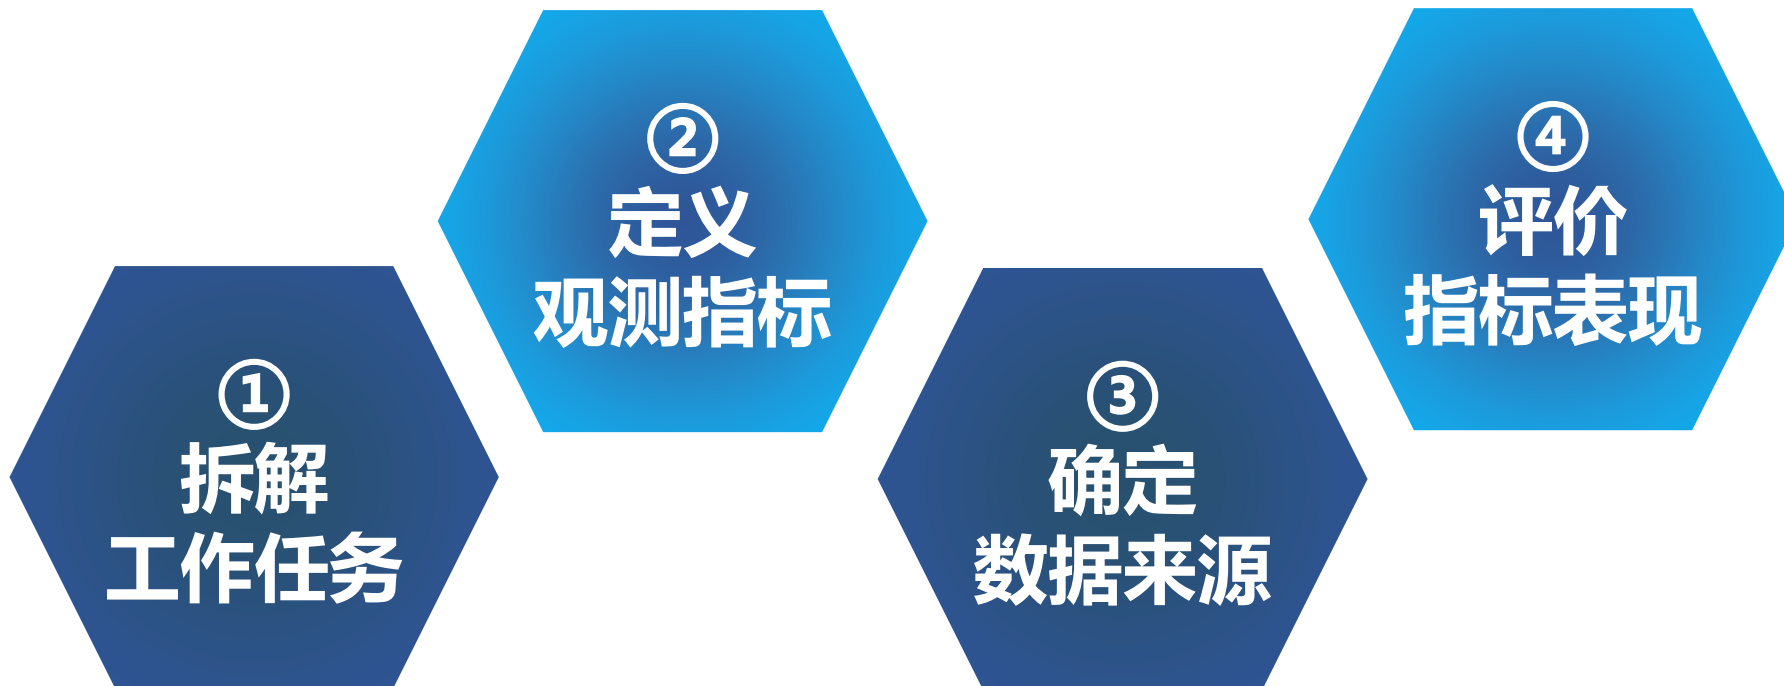 ①
拆解
工作任务
②
定义
观测指标
③
确定
数据来源
④
评价
指标表现